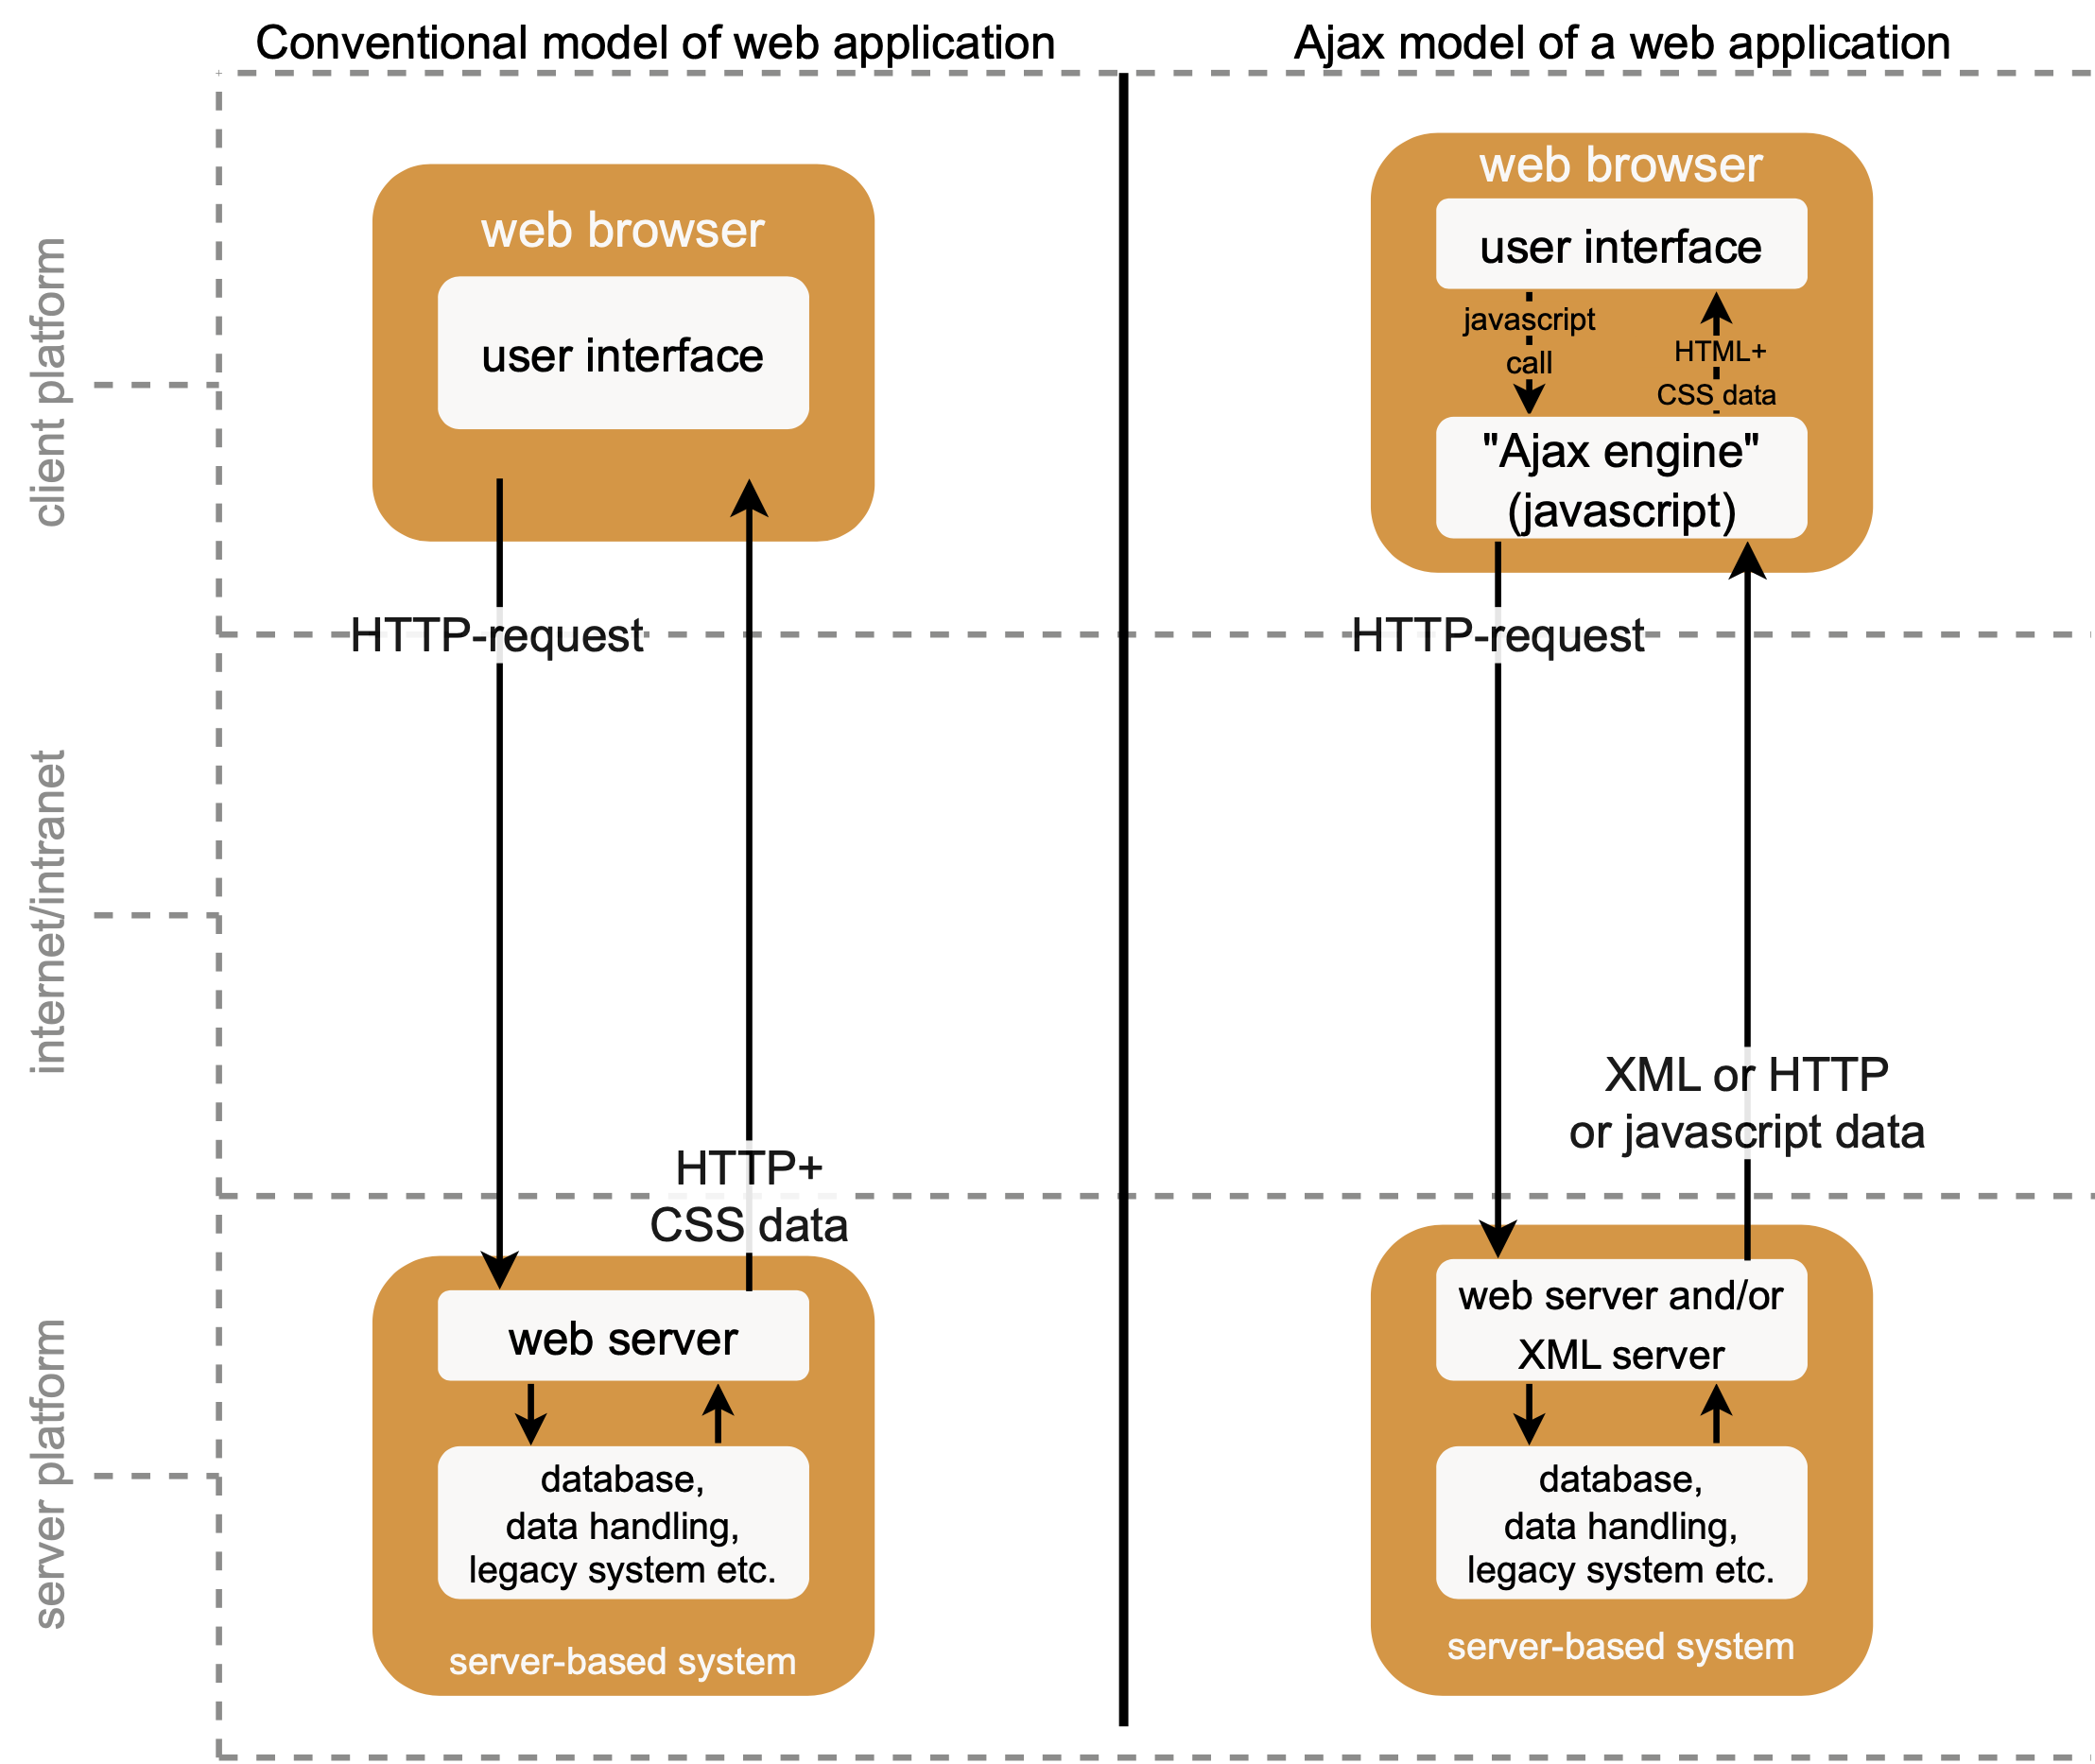 Conventional model of web application
Ajax model of a web application
client platform
internet/intranet
server platform
web browser
user interface
HTTP-request
HTTP+
CSS data
web server
database,
data handling,
legacy system etc.
server-based system
web browser
user interface
javascript
call
HTML+
CSS data
"Ajax engine"
(javascript)
HTTP-request
XML or HTTP
or javascript data
web server and/or
XML server
database,
data handling,
legacy system etc.
server-based system